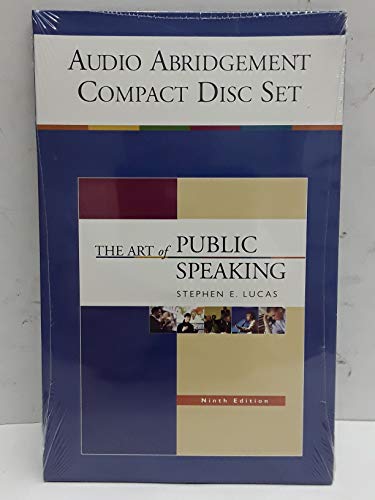 AUDIO ABRIDGEMENT
COMPACT DISC SET
THE ART of PUBLIC
SPEAKING
STEPHEN E. LUCAS
Ninth Edition